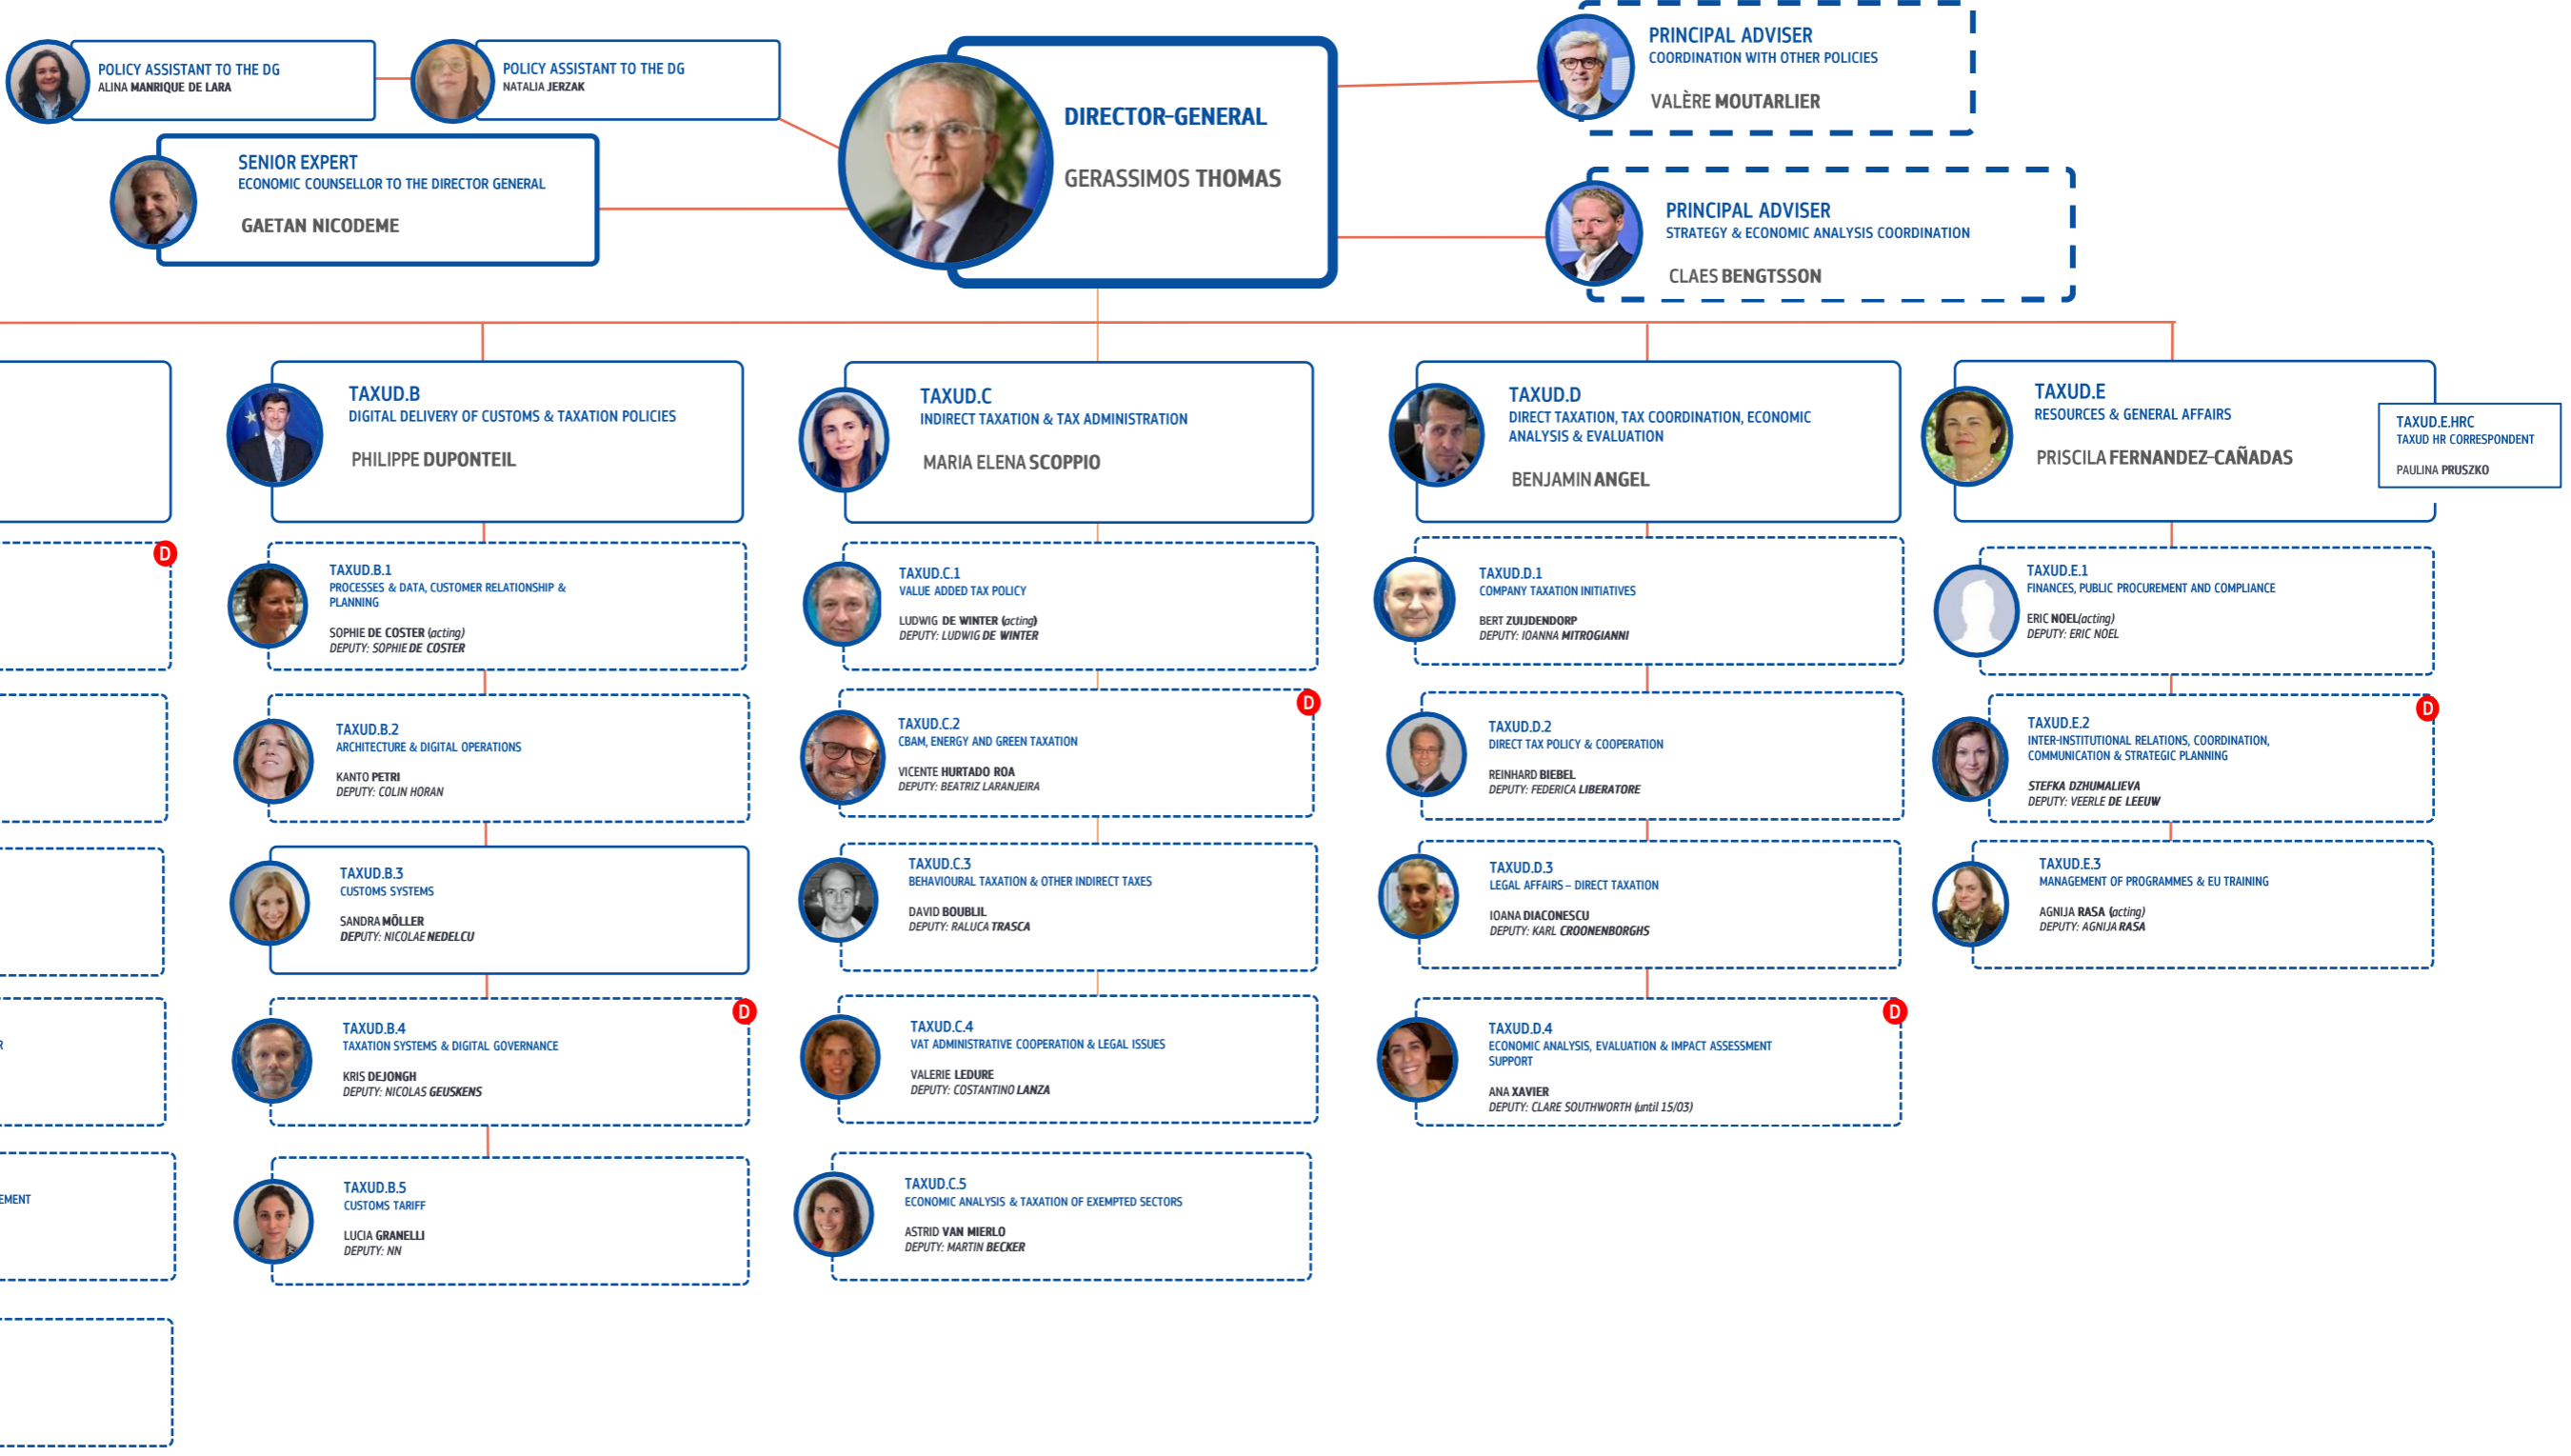 POLICY ASSISTANT TO THE DG
ALINA MANRIQUE DE LARA
POLICY ASSISTANT TO THE DG
NATALIA JERZAK
SENIOR EXPERT
ECONOMIC COUNSELLOR TO THE DIRECTOR GENERAL
GAETAN NICODEME
DIRECTOR-GENERAL
GERASSIMOS THOMAS
PRINCIPAL ADVISER
COORDINATION WITH OTHER POLICIES
VALÈRE MOUTARLIER
PRINCIPAL ADVISER
STRATEGY & ECONOMIC ANALYSIS COORDINATION
CLAES BENGTSSON
D
R
EMENT
TAXUD.B
DIGITAL DELIVERY OF CUSTOMS & TAXATION POLICIES
PHILIPPE DUPONTEIL
TAXUD.B.1
PROCESSES & DATA, CUSTOMER RELATIONSHIP &
PLANNING
SOPHIE DE COSTER (acting)
DEPUTY: SOPHIE DE COSTER
TAXUD.B.2
ARCHITECTURE & DIGITAL OPERATIONS
KANTO PETRI
DEPUTY: COLIN HORAN
TAXUD.B.3
CUSTOMS SYSTEMS
SANDRA MÖLLER
DEPUTY: NICOLAE NEDELCU
D
TAXUD.B.4
TAXATION SYSTEMS & DIGITAL GOVERNANCE
KRIS DEJONGH
DEPUTY: NICOLAS GEUSKENS
TAXUD.B.5
CUSTOMS TARIFF
LUCIA GRANELLI
DEPUTY: NN
TAXUD.C
INDIRECT TAXATION & TAX ADMINISTRATION
MARIA ELENA SCOPPIO
TAXUD.C.1
VALUE ADDED TAX POLICY
LUDWIG DE WINTER (acting)
DEPUTY: LUDWIG DE WINTER
D
TAXUD.C.2
CBAM, ENERGY AND GREEN TAXATION
VICENTE HURTADO ROA
DEPUTY: BEATRIZ LARANJEIRA
TAXUD.C.3
BEHAVIOURAL TAXATION & OTHER INDIRECT TAXES
DAVID BOUBLIL
DEPUTY: RALUCA TRASCA
TAXUD.C.4
VAT ADMINISTRATIVE COOPERATION & LEGAL ISSUES
VALERIE LEDURE
DEPUTY: COSTANTINO LANZA
TAXUD.C.5
ECONOMIC ANALYSIS & TAXATION OF EXEMPTED SECTORS
ASTRID VAN MIERLO
DEPUTY: MARTIN BECKER
TAXUD.D
DIRECT TAXATION, TAX COORDINATION, ECONOMIC
ANALYSIS & EVALUATION
BENJAMIN ANGEL
TAXUD.D.1
COMPANY TAXATION INITIATIVES
BERT ZUIJDENDORP
DEPUTY: IOANNA MITROGIANNI
TAXUD.D.2
DIRECT TAX POLICY & COOPERATION
REINHARD BIEBEL
DEPUTY: FEDERICA LIBERATORE
TAXUD.D.3
LEGAL AFFAIRS – DIRECT TAXATION
IOANA DIACONESCU
DEPUTY: KARL CROONENBORGHS
D
TAXUD.D.4
ECONOMIC ANALYSIS, EVALUATION & IMPACT ASSESSMENT
SUPPORT
ANA XAVIER
DEPUTY: CLARE SOUTHWORTH (until 15/03)
TAXUD.E
RESOURCES & GENERAL AFFAIRS
PRISCILA FERNANDEZ-CAÑADAS
TAXUD.E.HRC
TAXUD HR CORRESPONDENT
PAULINA PRUSZKO
TAXUD.E.1
FINANCES, PUBLIC PROCUREMENT AND COMPLIANCE
ERIC NOEL(acting)
DEPUTY: ERIC NOEL
D
TAXUD.E.2
INTER-INSTITUTIONAL RELATIONS, COORDINATION,
COMMUNICATION & STRATEGIC PLANNING
STEFKA DZHUMALIEVA
DEPUTY: VEERLE DE LEEUW
TAXUD.E.3
MANAGEMENT OF PROGRAMMES & EU TRAINING
AGNIJA RASA (acting)
DEPUTY: AGNIJA RASA